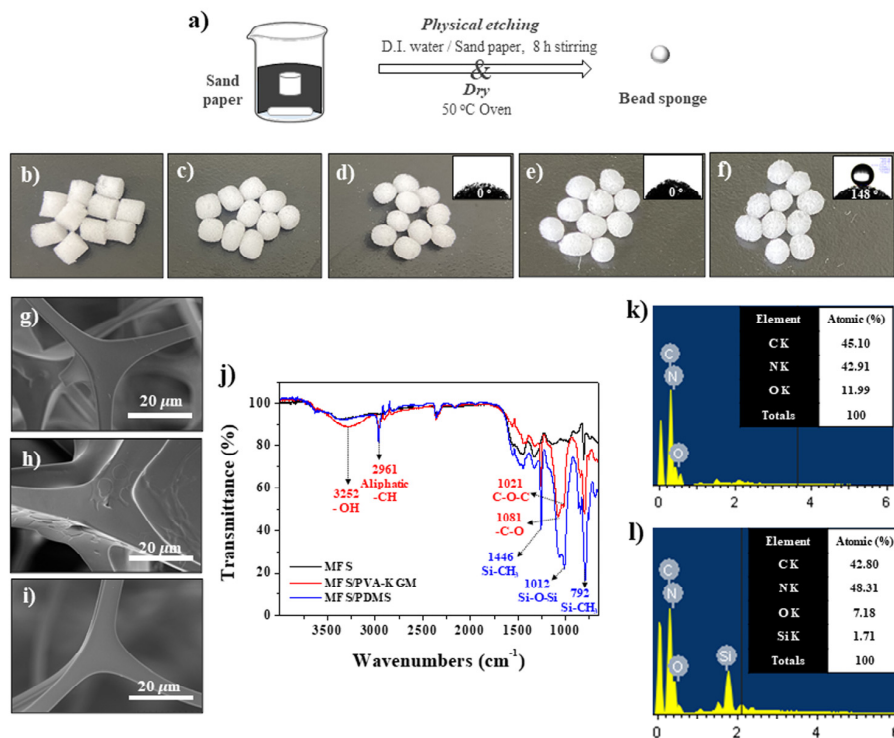 a)
Physical etching
D.I. water / Sand paper, 8 h stirring
&
Dry
50 °C Oven
Sand
paper
Bead sponge
b)
c)
d)
0 °
e)
0 °
f)
148 °
g)
20 μm
h)
20 μm
i)
20 μm
j)
Transmittance (%)
100
80
60
40
20
0
3252
- OH
2961
Aliphatic
-CH
1021
C-O-C
1081
-C-O
1446
Si-CH3
1012
Si-O-Si
792
Si-CH3
MFS
MFS/PVA-KGM
MFS/PDMS
3500 3000 2500 2000 1500 1000
Wavenumbers (cm-1)
k)
Element Atomic (%)
C K 45.10
N K 42.91
O K 11.99
Totals 100
C
N
O
0 2 4 6
l)
Element Atomic (%)
C K 42.80
N K 48.31
O K 7.18
Si K 1.71
Totals 100
C
N
O
Si
0 2 4